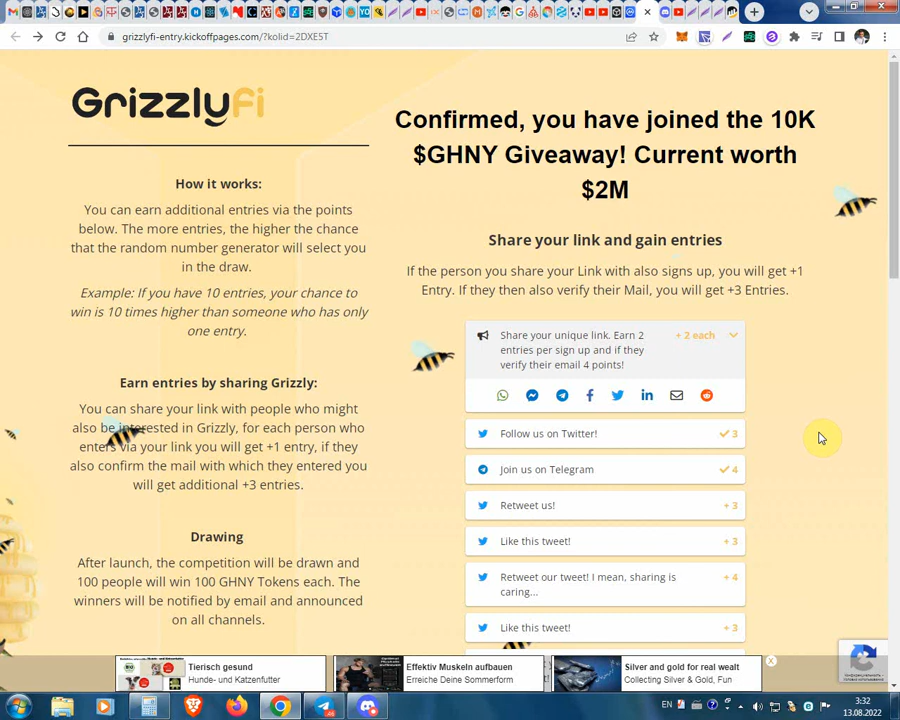 grizzlyfi-entry.kickoffpages.com/?kolid=2DXE5T
Grizzlyfi
How it works:
You can earn additional entries via the points
below. The more entries, the higher the chance
that the random number generator will select you
in the draw.
Example: If you have 10 entries, your chance to
win is 10 times higher than someone who has only
one entry.
Earn entries by sharing Grizzly:
You can share your link with people who might
also be interested in Grizzly, for each person who
enters via your link you will get +1 entry, if they
also confirm the mail with which they entered you
will get additional +3 entries.
Drawing
After launch, the competition will be drawn and
100 people will win 100 GHNY Tokens each. The
winners will be notified by email and announced
on all channels.
Confirmed, you have joined the 10K
$GHNY Giveaway! Current worth
$2M
Share your link and gain entries
If the person you share your Link with also signs up, you will get +1
Entry. If they then also verify their Mail, you will get +3 Entries.
Share your unique link. Earn 2
entries per sign up and if they
verify their email 4 points!
+ 2 each
Follow us on Twitter!
3
Join us on Telegram
4
Retweet us!
+ 3
Like this tweet!
+ 3
Retweet our tweet! I mean, sharing is
caring...
+ 4
Like this tweet!
+ 3
Tierisch gesund
Hunde- und Katzenfutter
Effektiv Muskeln aufbauen
Erreiche Deine Sommerform
Silver and gold for real wealt
Collecting Silver & Gold, Fun
EN
3:32
13.08.2022